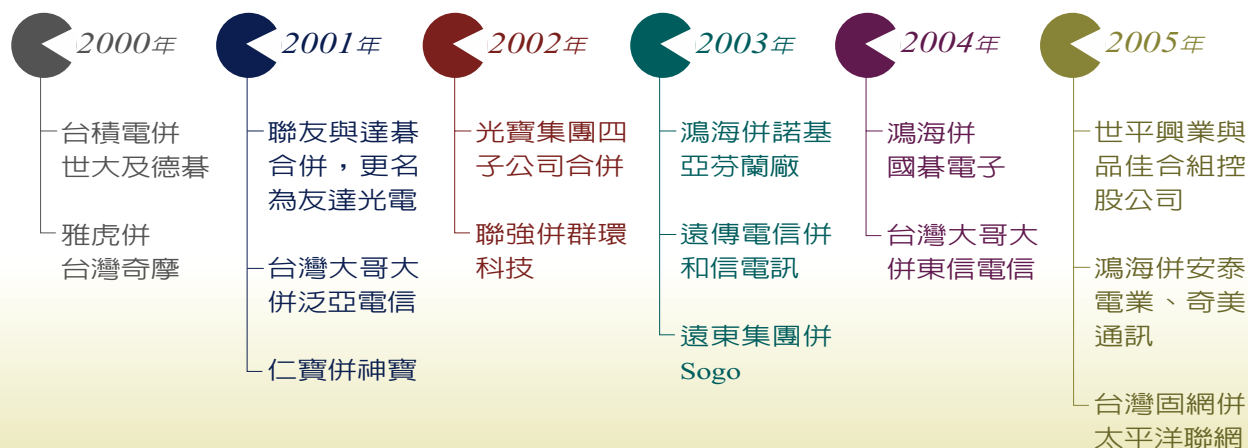 2000年
台積電併
世大及德碁
雅虎併
台灣奇摩
2001年
聯友與達碁
合併，更名
為友達光電
台灣大哥大
併泛亞電信
仁寶併神寶
2002年
光寶集團四
子公司合併
聯強併群環
科技
2003年
鴻海併諾基
亞芬蘭廠
遠傳電信併
和信電訊
遠東集團併
Sogo
2004年
鴻海併
國碁電子
台灣大哥大
併東信電信
2005年
世平興業與
品佳合組控
股公司
鴻海併安泰
電業、奇美
通訊
台灣固網併
太平洋聯網